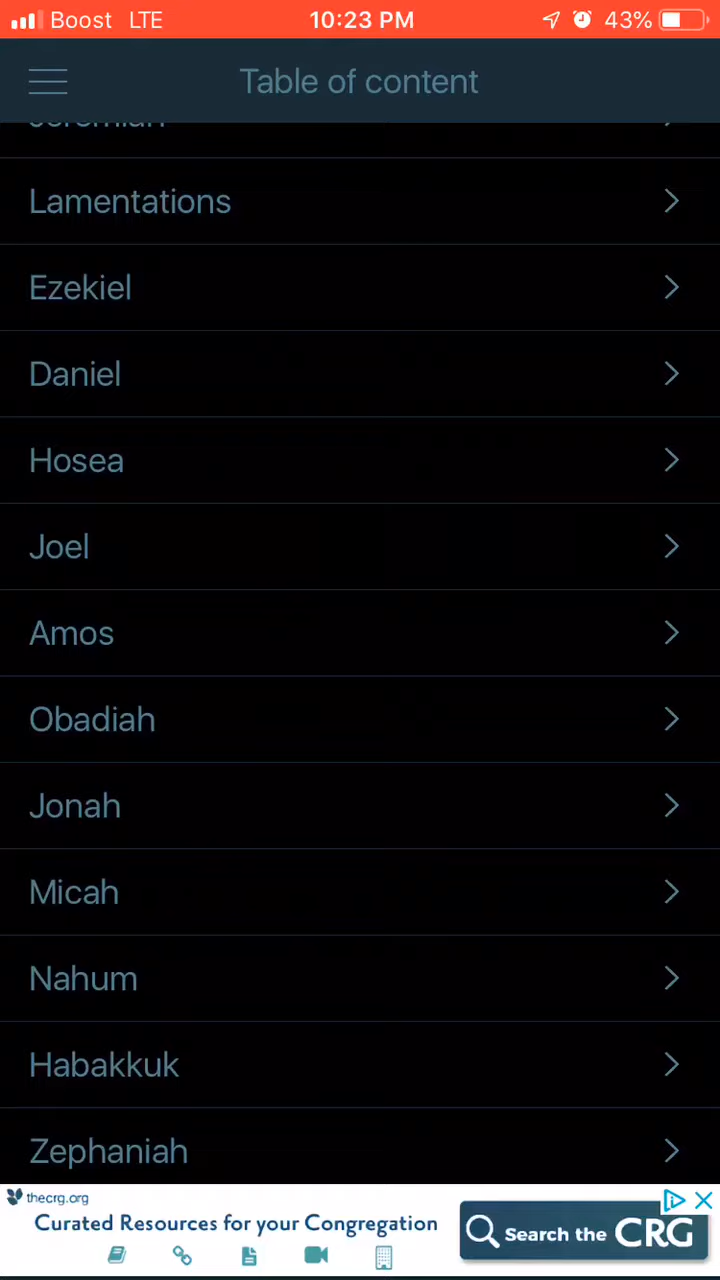 Boost LTE 10:23 PM 43%
Table of content
Jeremiah
Lamentations
Ezekiel
Daniel
Hosea
Joel
Amos
Obadiah
Jonah
Micah
Nahum
Habakkuk
Zephaniah
thecrg.org
Curated Resources for your Congregation
Search the CRG